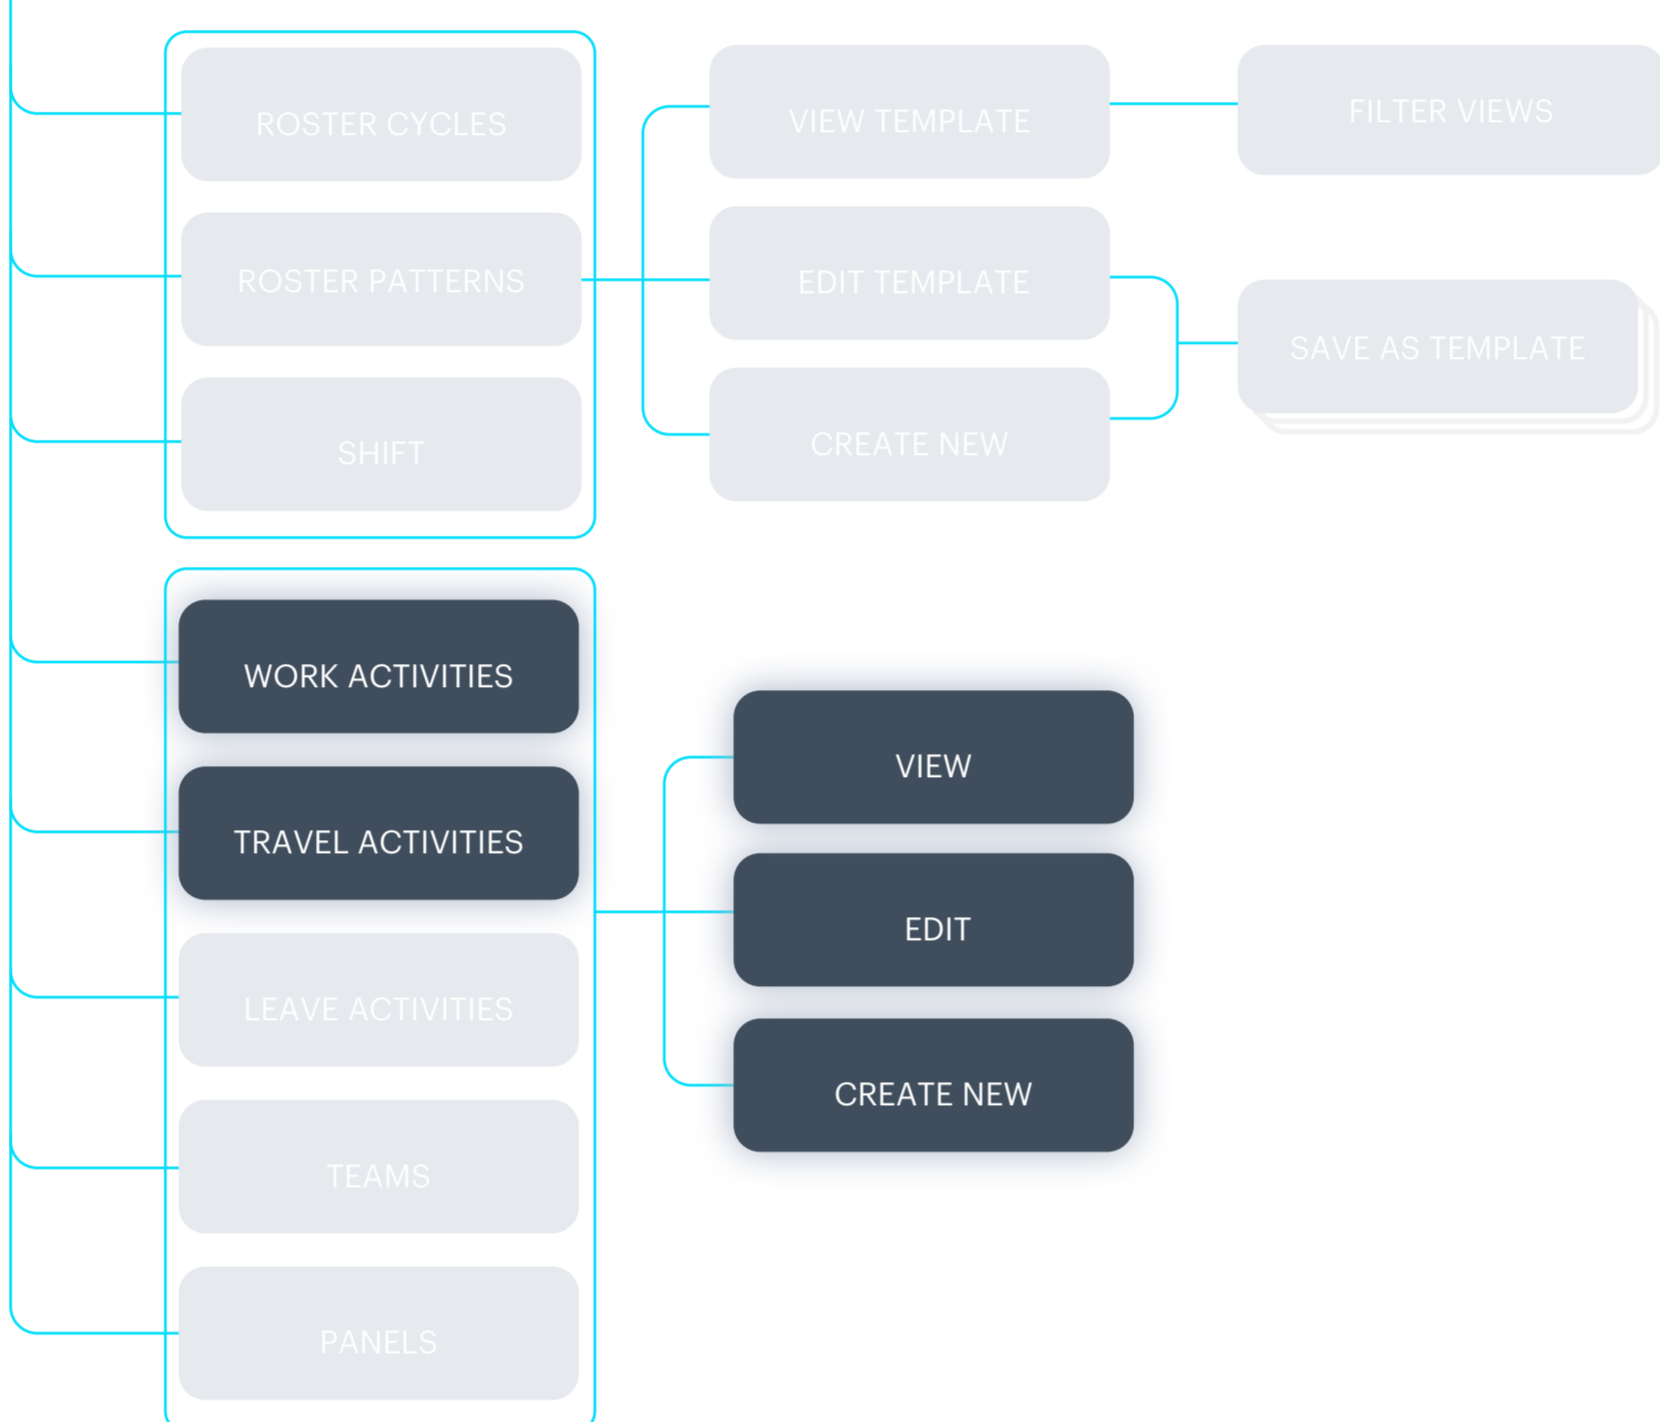 ROSTER CYCLES
VIEW TEMPLATE
FILTER VIEWS
ROSTER PATTERNS
EDIT TEMPLATE
SAVE AS TEMPLATE
SHIFT
CREATE NEW
WORK ACTIVITIES
VIEW
TRAVEL ACTIVITIES
EDIT
LEAVE ACTIVITIES
CREATE NEW
TEAMS
PANELS